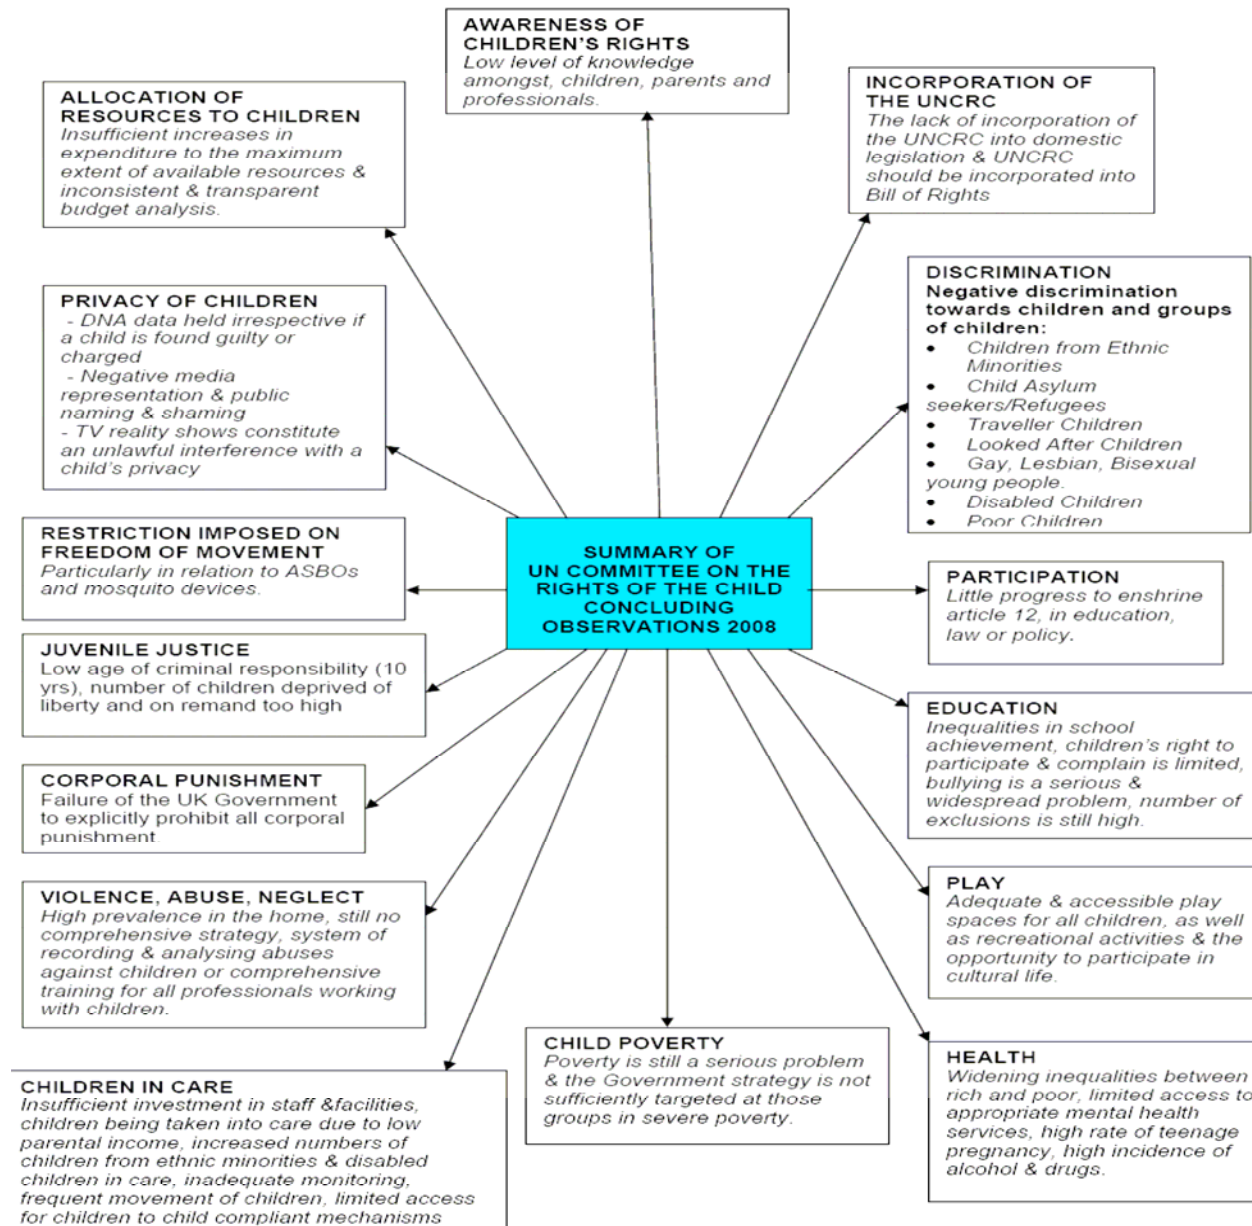 AWARENESS OF
CHILDREN'S RIGHTS
Low level of knowledge
amongst, children, parents and
professionals.
ALLOCATION OF
RESOURCES TO CHILDREN
Insufficient increases in
expenditure to the maximum
extent of available resources &
inconsistent & transparent
budget analysis.
INCORPORATION OF
THE UNCRC
The lack of incorporation of
the UNCRC into domestic
legislation & UNCRC
should be incorporated into
Bill of Rights
PRIVACY OF CHILDREN
- DNA data held irrespective if
a child is found guilty or
charged
- Negative media
representation & public
naming & shaming
- TV reality shows constitute
an unlawful interference with a
child's privacy
DISCRIMINATION
Negative discrimination
towards children and groups
of children:
• Children from Ethnic
Minorities
• Child Asylum
seekers/Refugees
• Traveller Children
• Looked After Children
• Gay, Lesbian, Bisexual
young people.
• Disabled Children
• Poor Children
RESTRICTION IMPOSED ON
FREEDOM OF MOVEMENT
Particularly in relation to ASBOs
and mosquito devices.
SUMMARY OF
UN COMMITTEE ON THE
RIGHTS OF THE CHILD
CONCLUDING
OBSERVATIONS 2008
PARTICIPATION
Little progress to enshrine
article 12, in education,
law or policy.
JUVENILE JUSTICE
Low age of criminal responsibility (10
yrs), number of children deprived of
liberty and on remand too high
EDUCATION
Inequalities in school
achievement, children's right to
participate & complain is limited,
bullying is a serious &
widespread problem, number of
exclusions is still high.
CORPORAL PUNISHMENT
Failure of the UK Government
to explicitly prohibit all corporal
punishment.
PLAY
Adequate & accessible play
spaces for all children, as well
as recreational activities & the
opportunity to participate in
cultural life.
VIOLENCE, ABUSE, NEGLECT
High prevalence in the home, still no
comprehensive strategy, system of
recording & analysing abuses
against children or comprehensive
training for all professionals working
with children.
CHILD POVERTY
Poverty is still a serious problem
& the Government strategy is not
sufficiently targeted at those
groups in severe poverty.
HEALTH
Widening inequalities between
rich and poor, limited access to
appropriate mental health
services, high rate of teenage
pregnancy, high incidence of
alcohol & drugs.
CHILDREN IN CARE
Insufficient investment in staff &facilities,
children being taken into care due to low
parental income, increased numbers of
children from ethnic minorities & disabled
children in care, inadequate monitoring,
frequent movement of children, limited access
for children to child compliant mechanisms